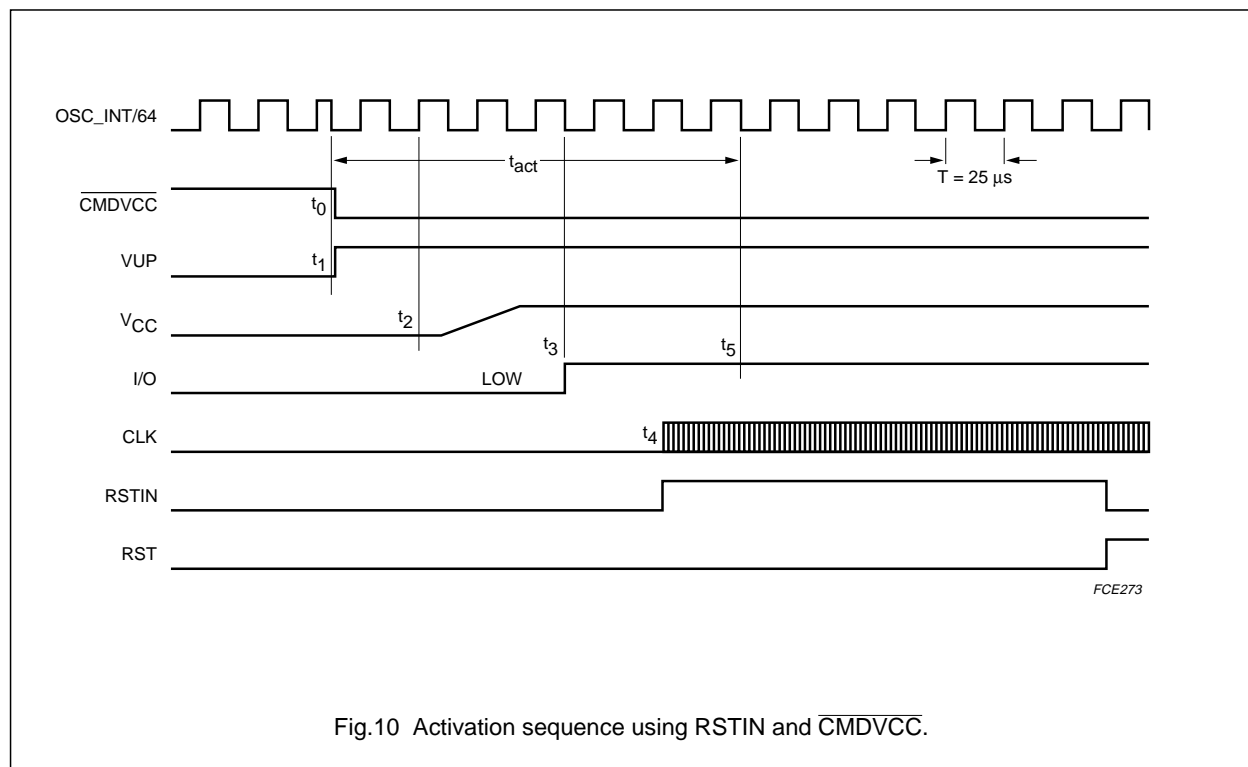 OSC_INT/64
tact
T = 25 μs
CMDVCC
t0
VUP
t1
VCC
t2
t3
t5
I/O
LOW
CLK
t4
RSTIN
RST
FCE273
Fig.10 Activation sequence using RSTIN and CMDVCC.